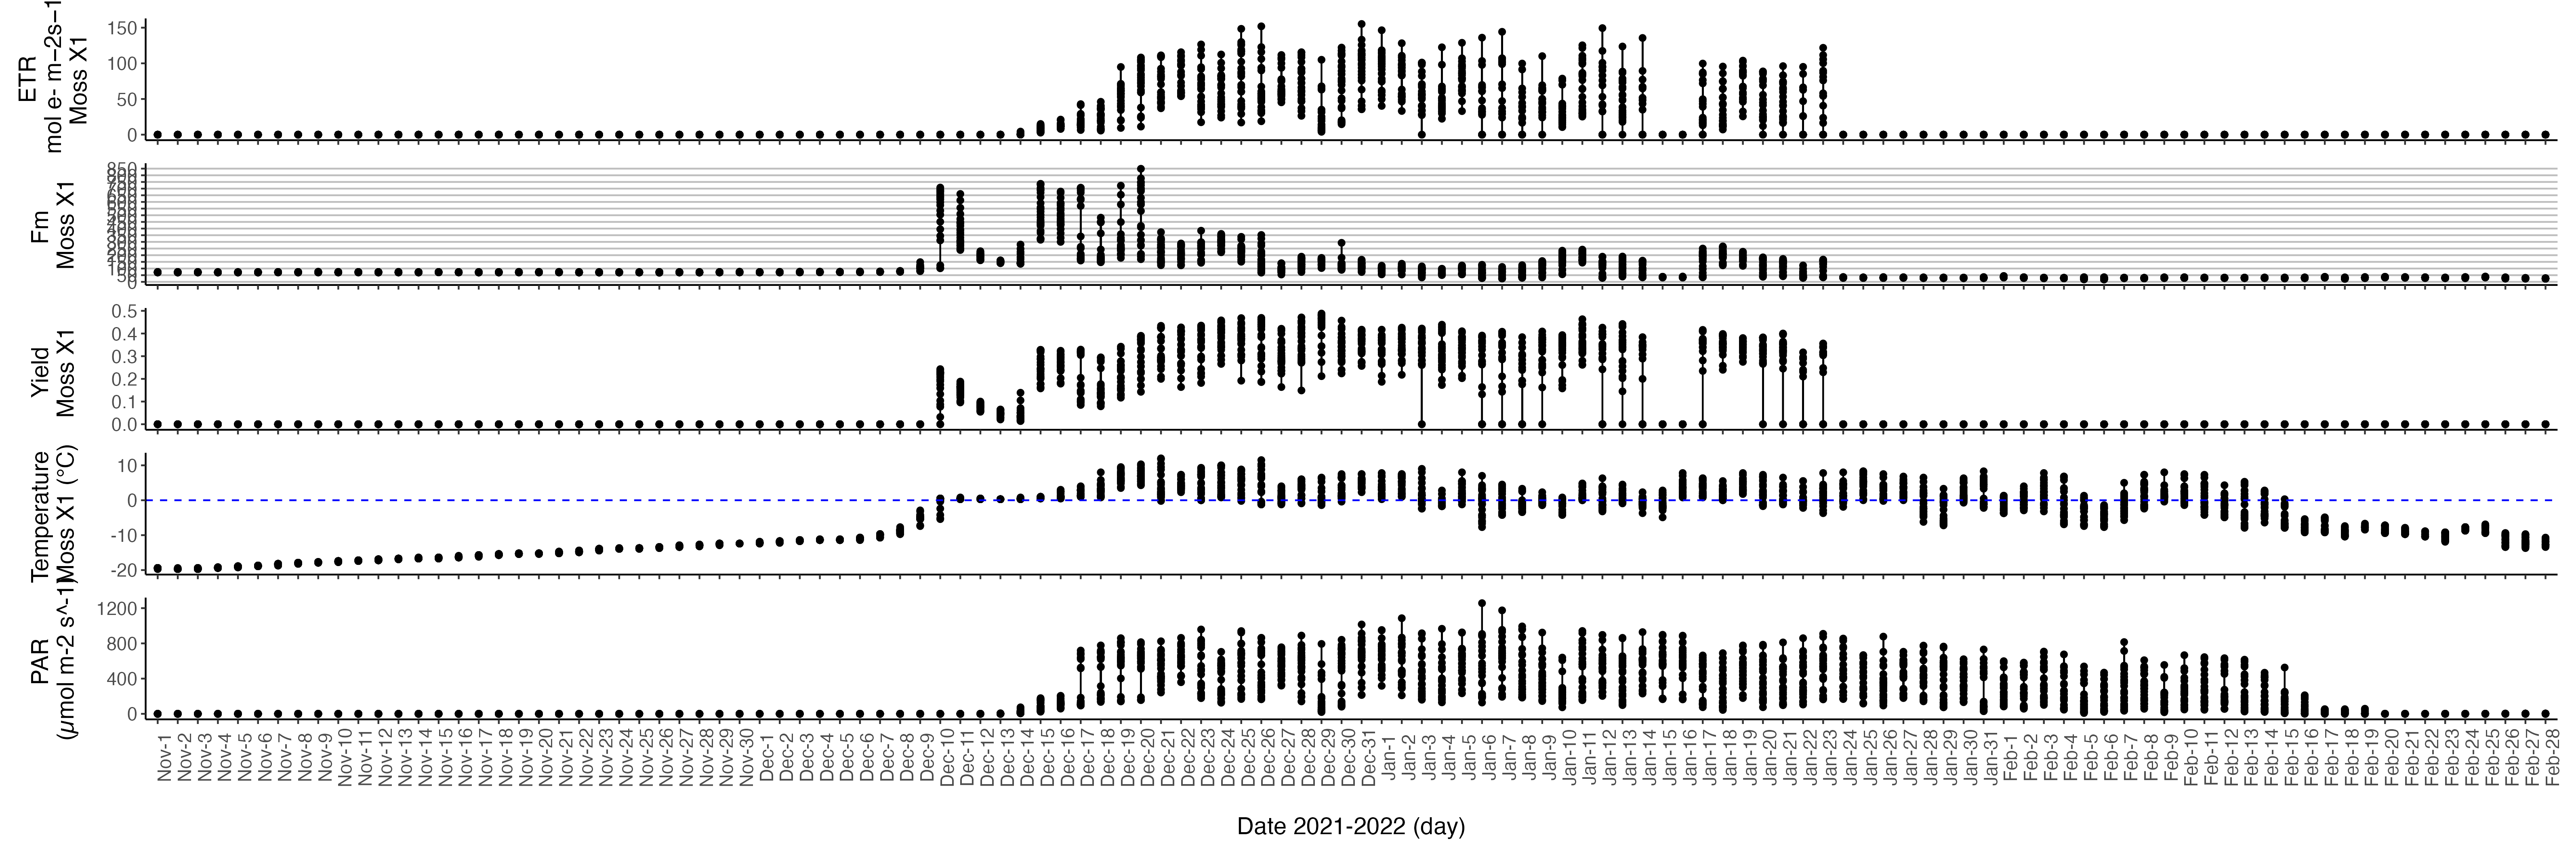 ETR
mol e- m−2s−1
Moss X1
150
100
50
0
Fm
Moss X1
850
0
Yield
Moss X1
0.5
0.4
0.3
0.2
0.1
0.0
Temperature
Moss X1 (°C)
10
0
-10
-20
PAR
(μmol m-2 s^-1)
1200
800
400
0
Nov-1
Nov-2
Nov-3
Nov-4
Nov-5
Nov-6
Nov-7
Nov-8
Nov-9
Nov-10
Nov-11
Nov-12
Nov-13
Nov-14
Nov-15
Nov-16
Nov-17
Nov-18
Nov-19
Nov-20
Nov-21
Nov-22
Nov-23
Nov-24
Nov-25
Nov-26
Nov-27
Nov-28
Nov-29
Nov-30
Dec-1
Dec-2
Dec-3
Dec-4
Dec-5
Dec-6
Dec-7
Dec-8
Dec-9
Dec-10
Dec-11
Dec-12
Dec-13
Dec-14
Dec-15
Dec-16
Dec-17
Dec-18
Dec-19
Dec-20
Dec-21
Dec-22
Dec-23
Dec-24
Dec-25
Dec-26
Dec-27
Dec-28
Dec-29
Dec-30
Dec-31
Jan-1
Jan-2
Jan-3
Jan-4
Jan-5
Jan-6
Jan-7
Jan-8
Jan-9
Jan-10
Jan-11
Jan-12
Jan-13
Jan-14
Jan-15
Jan-16
Jan-17
Jan-18
Jan-19
Jan-20
Jan-21
Jan-22
Jan-23
Jan-24
Jan-25
Jan-26
Jan-27
Jan-28
Jan-29
Jan-30
Jan-31
Feb-1
Feb-2
Feb-3
Feb-4
Feb-5
Feb-6
Feb-7
Feb-8
Feb-9
Feb-10
Feb-11
Feb-12
Feb-13
Feb-14
Feb-15
Feb-16
Feb-17
Feb-18
Feb-19
Feb-20
Feb-21
Feb-22
Feb-23
Feb-24
Feb-25
Feb-26
Feb-27
Feb-28
Date 2021-2022 (day)